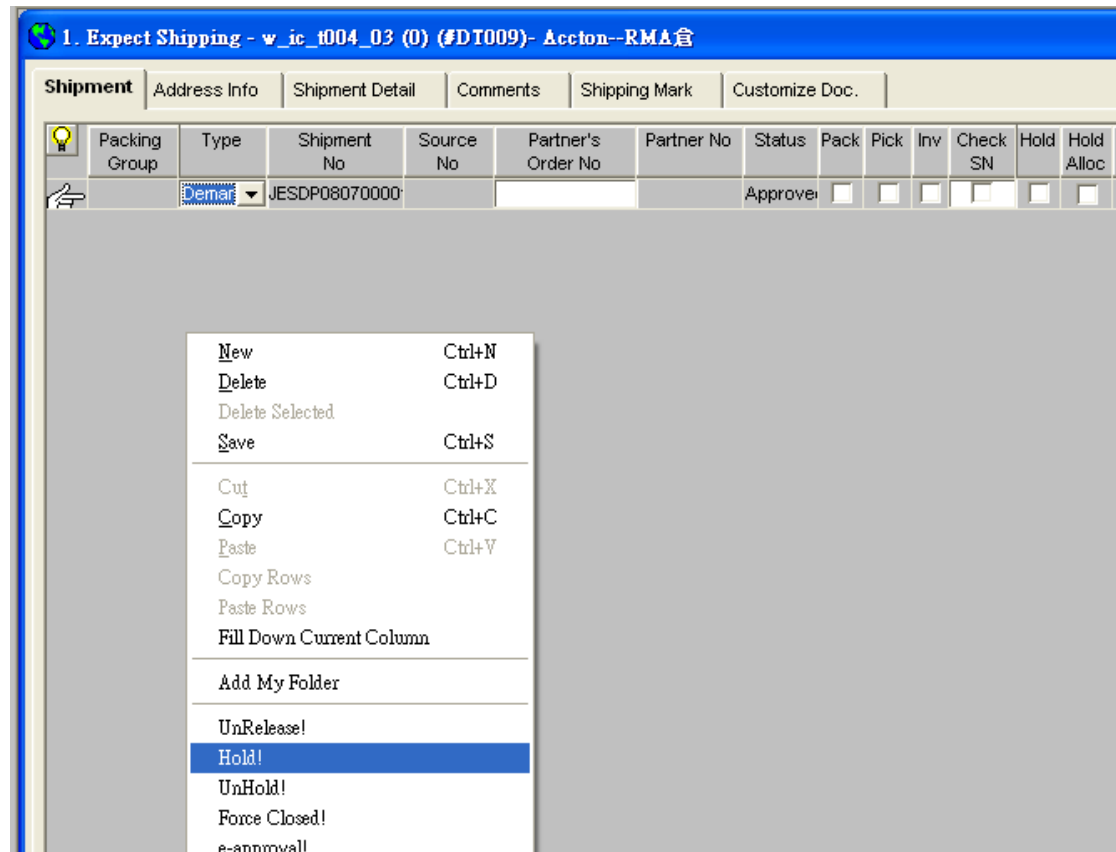 1. Expect Shipping - w_ic_t004_03 (0) (#DT009)- Accton--RMA倉
Shipment Address Info Shipment Detail Comments Shipping Mark Customize Doc.
Packing Group Type Shipment No Source No Partner's Order No Partner No Status Pack Pick Inv Check SN Hold Hold Alloc
Demar JESDP08070000 Approve
New Ctrl+N
Delete Ctrl+D
Delete Selected
Save Ctrl+S
Cut Ctrl+X
Copy Ctrl+C
Paste Ctrl+V
Copy Rows
Paste Rows
Fill Down Current Column
Add My Folder
UnRelease!
Hold!
UnHold!
Force Closed!
e-approval!